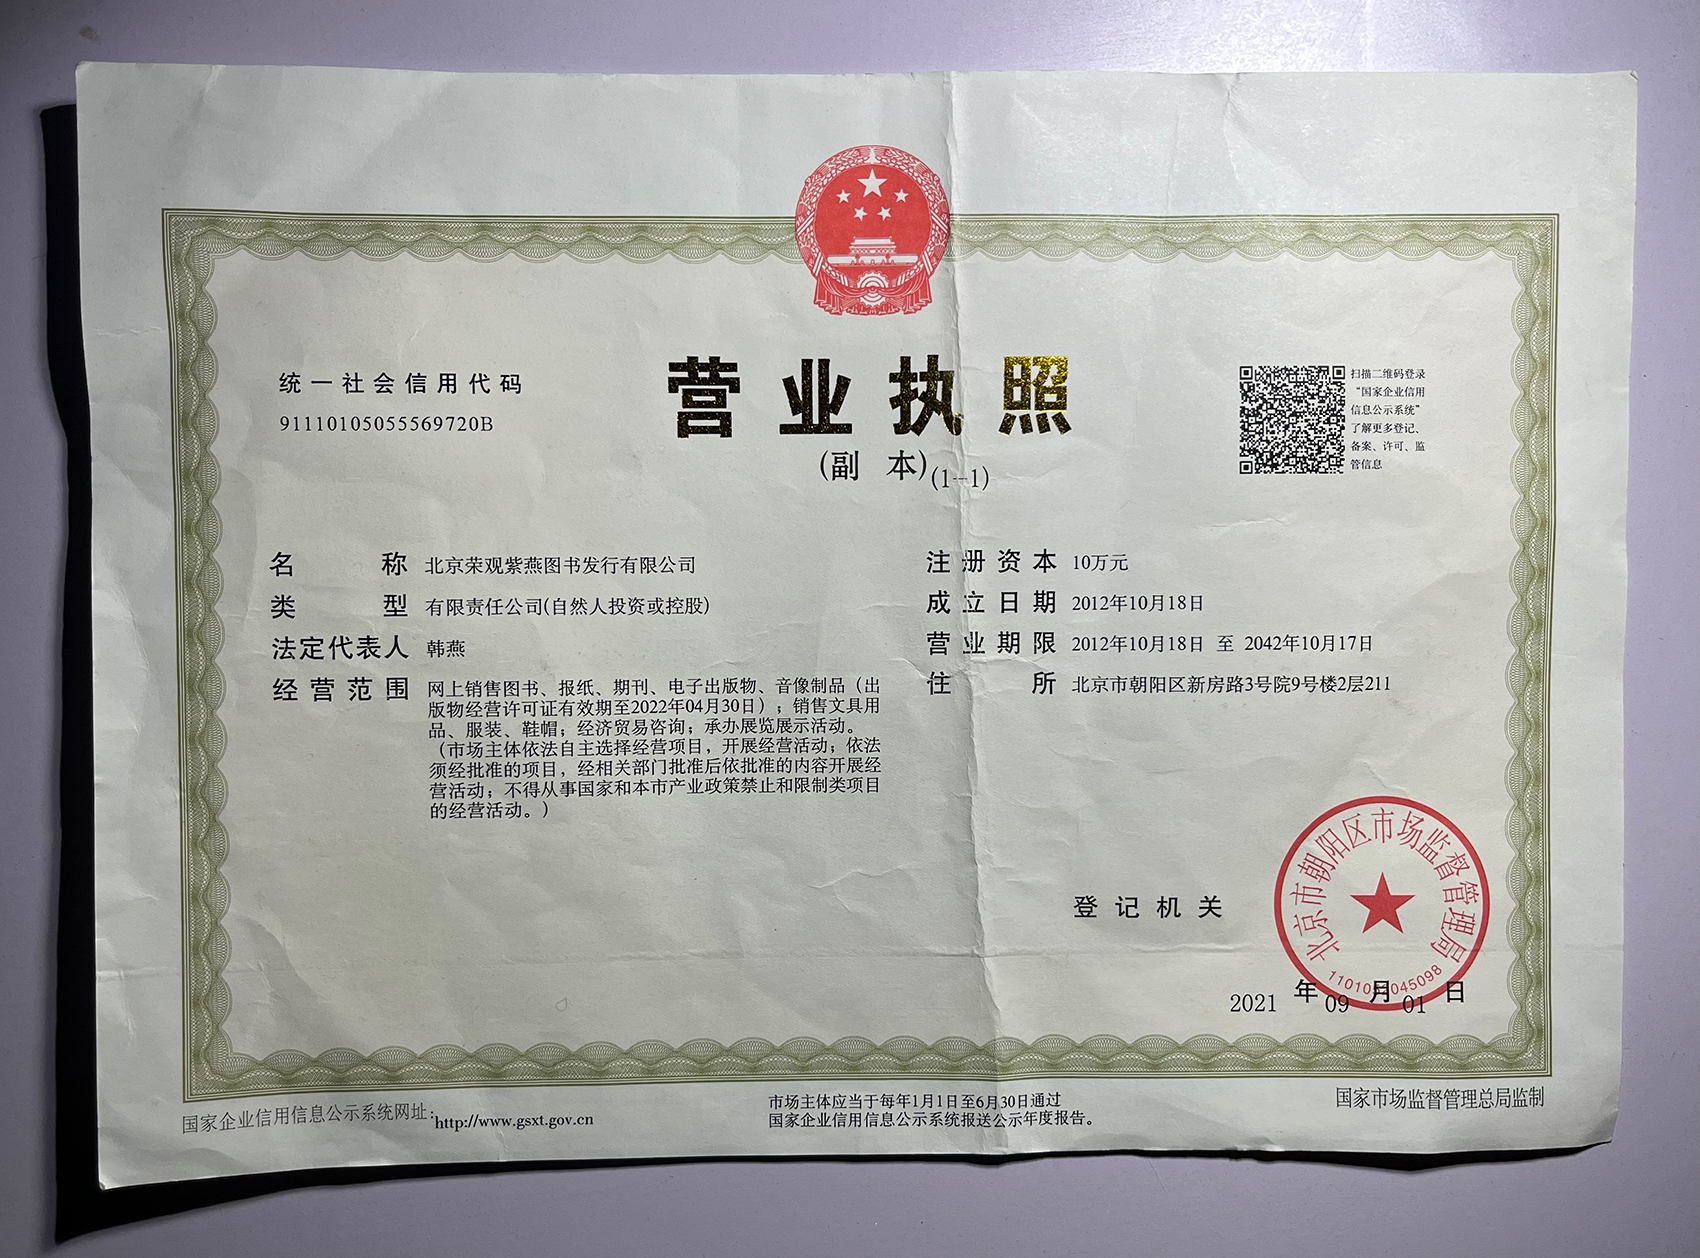 营业执照
(副 本)(1-1)
统一社会信用代码
91110105055569720B
扫描二维码登录
“国家企业信用
信息公示系统”
了解更多登记、
备案、许可、监
管信息
名 称 北京荣观紫燕图书发行有限公司
类 型 有限责任公司(自然人投资或控股)
法定代表人 韩燕
经营范围 网上销售图书、报纸、期刊、电子出版物、音像制品（出
版物经营许可证有效期至2022年04月30日）；销售文具用
品、服装、鞋帽；经济贸易咨询；承办展览展示活动。
（市场主体依法自主选择经营项目，开展经营活动；依法
须经批准的项目，经相关部门批准后依批准的内容开展经
营活动；不得从事国家和本市产业政策禁止和限制类项目
的经营活动。）
注册资本 10万元
成立日期 2012年10月18日
营业期限 2012年10月18日 至 2042年10月17日
住 所 北京市朝阳区新房路3号院9号楼2层211
登记机关
北京市朝阳区市场监督管理局
2021 年 09 月 01 日
国家企业信用信息公示系统网址：http://www.gsxt.gov.cn
市场主体应当于每年1月1日至6月30日通过
国家企业信用信息公示系统报送公示年度报告。
国家市场监督管理总局监制